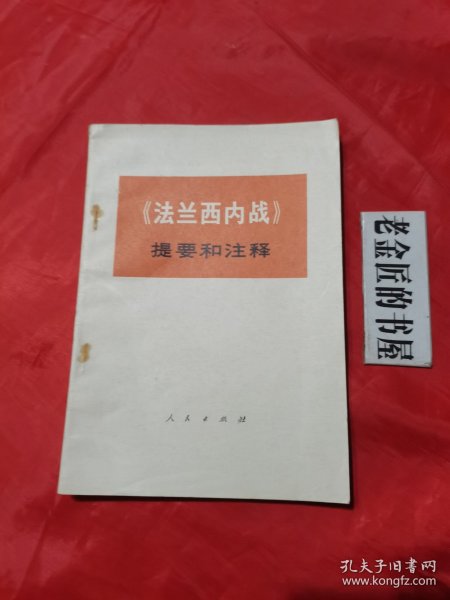 《法兰西内战》
提要和注释
人民出版社
老金匠的书屋
孔夫子旧书网
www.kongfz.com